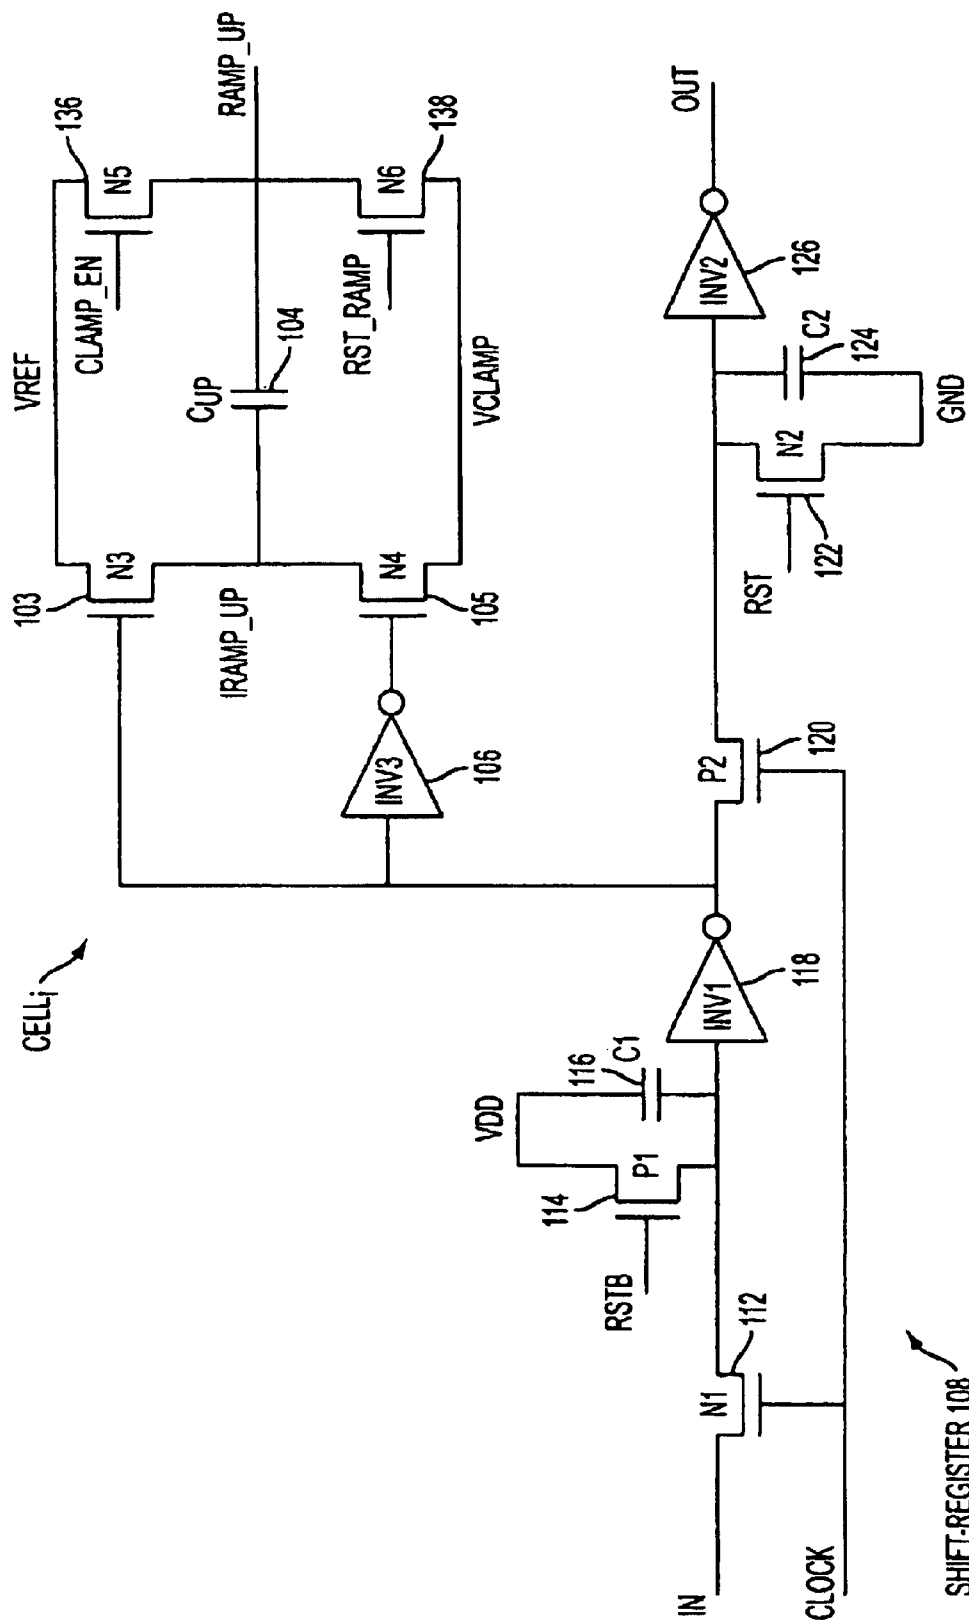 CELLi
VREF
103
N3
136
N5
CLAMP_EN
IRAMP_UP
CUP
104
RAMP_UP
105
N4
RST_RAMP
N6
138
VCLAMP
INV3
106
VDD
114
P1
116
C1
RSTB
INV1
118
P2
120
IN
N1
112
CLOCK
RST
122
N2
C2
124
GND
INV2
126
OUT
SHIFT-REGISTER 108